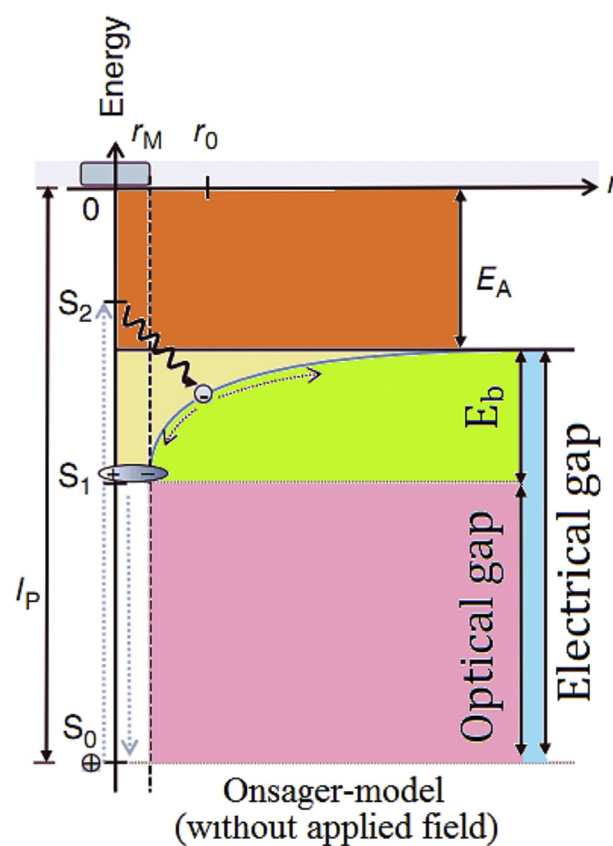 Energy
r_M
r_0
r
0
E_A
S_2
E_b
S_1
Optical gap
Electrical gap
I_P
S_0
Onsager-model
(without applied field)